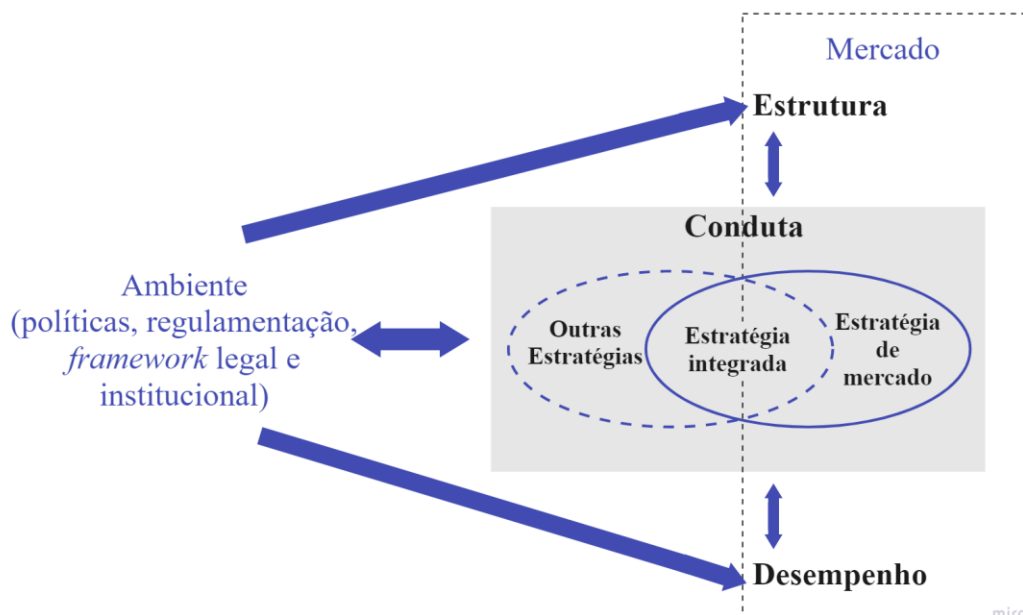 Mercado
Estrutura
Conduta
Ambiente
(políticas, regulamentação,
framework legal e
institucional)
Outras
Estratégias
Estratégia
integrada
Estratégia
de
mercado
Desempenho